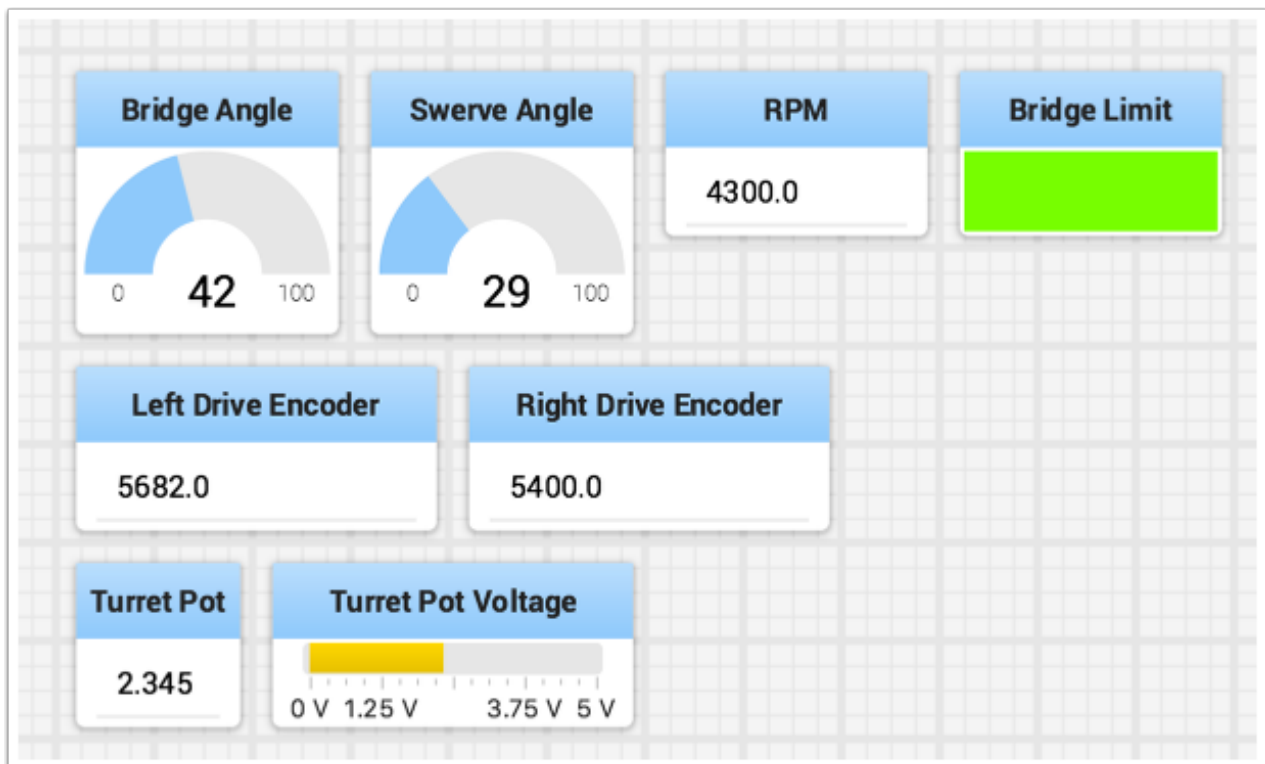 Bridge Angle
Swerve Angle
RPM
Bridge Limit
0 42 100
0 29 100
4300.0
Left Drive Encoder
Right Drive Encoder
5682.0
5400.0
Turret Pot
Turret Pot Voltage
2.345
0 V 1.25 V 3.75 V 5 V